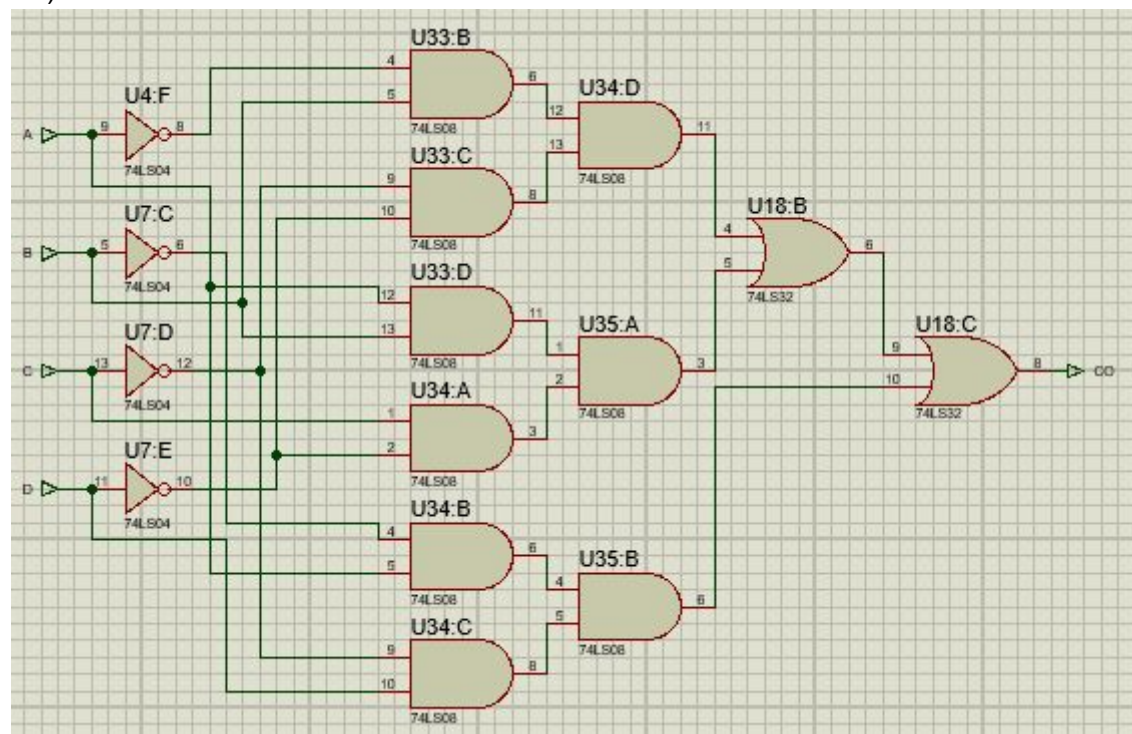 )
U33:B
4
6
5
74LS08
U4:F
A
9
8
74LS04
U34:D
12
11
13
74LS08
U33:C
9
8
10
74LS08
U7:C
B
5
6
74LS04
U18:B
4
6
5
74LS32
U33:D
12
11
13
74LS08
U7:D
C
13
12
74LS04
U35:A
1
3
2
74LS08
U18:C
9
8
10
CO
74LS32
U34:A
1
3
2
74LS08
U7:E
D
11
10
74LS04
U34:B
4
6
5
74LS08
U35:B
4
6
5
74LS08
U34:C
9
8
10
74LS08